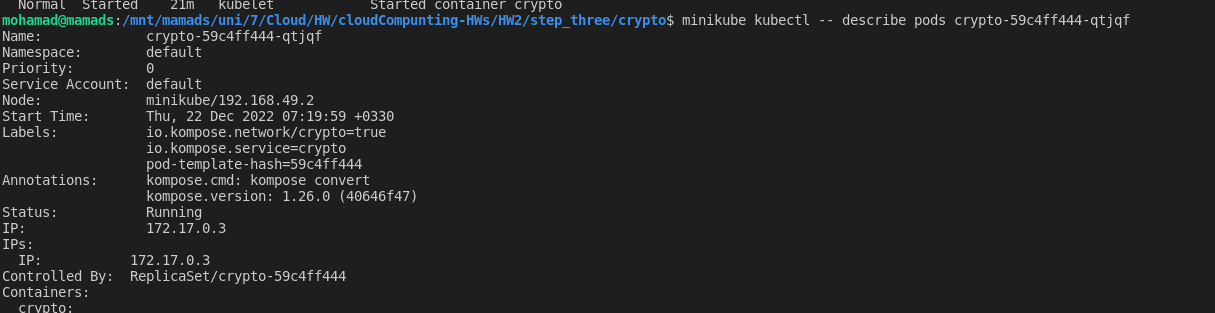 Normal  Started    21m   kubelet            Started container crypto
mohamad@mamads:/mnt/mamads/uni/7/Cloud/HW/cloudCompunting-HWs/HW2/step_three/crypto$ minikube kubectl -- describe pods crypto-59c4ff444-qtjqf
Name:             crypto-59c4ff444-qtjqf
Namespace:        default
Priority:         0
Service Account:  default
Node:             minikube/192.168.49.2
Start Time:       Thu, 22 Dec 2022 07:19:59 +0330
Labels:           io.kompose.network/crypto=true
                  io.kompose.service=crypto
                  pod-template-hash=59c4ff444
Annotations:      kompose.cmd: kompose convert
                  kompose.version: 1.26.0 (40646f47)
Status:           Running
IP:               172.17.0.3
IPs:
  IP:           172.17.0.3
Controlled By:  ReplicaSet/crypto-59c4ff444
Containers:
  crypto: